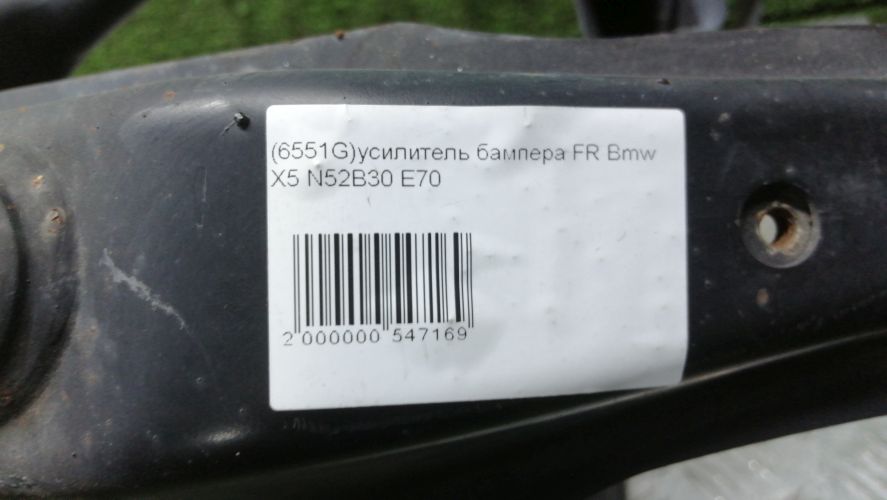 (6551G)усилитель бампера FR Bmw
X5 N52B30 E70
2 000000 547169